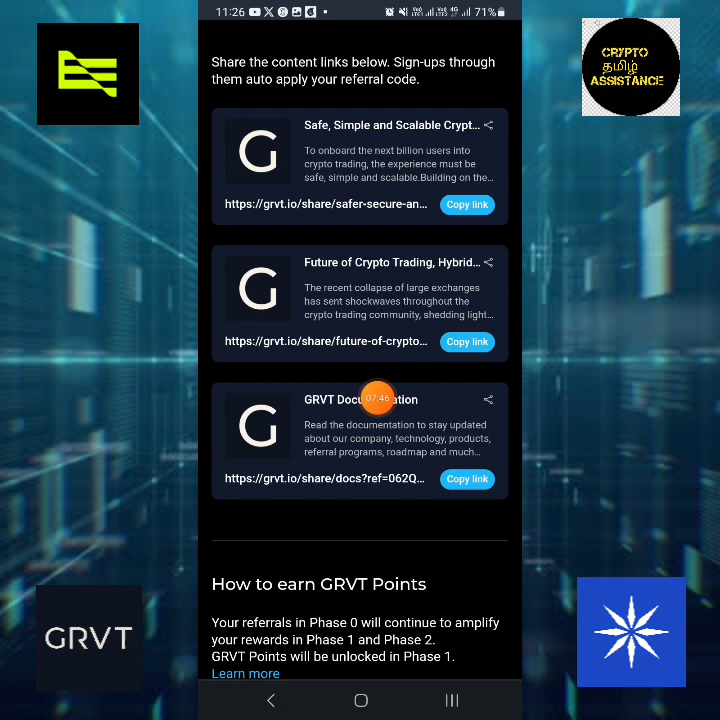 11:26
71%
CRYPTO
தமிழ்
ASSISTANCE
Share the content links below. Sign-ups through
them auto apply your referral code.
Safe, Simple and Scalable Crypt...
G
To onboard the next billion users into
crypto trading, the experience must be
safe, simple and scalable.Building on the...
https://grvt.io/share/safer-secure-an...
Copy link
Future of Crypto Trading, Hybrid...
G
The recent collapse of large exchanges
has sent shockwaves throughout the
crypto trading community, shedding light...
https://grvt.io/share/future-of-crypto...
Copy link
GRVT
07:46
G
Read the documentation to stay updated
about our company, technology, products,
referral programs, roadmap and much...
https://grvt.io/share/docs?ref=062Q...
Copy link
How to earn GRVT Points
Your referrals in Phase 0 will continue to amplify
your rewards in Phase 1 and Phase 2.
GRVT Points will be unlocked in Phase 1.
Learn more
GRVT